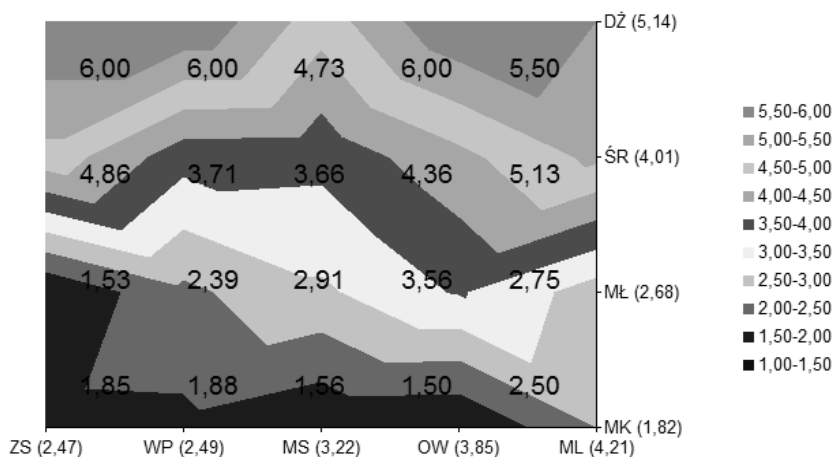 DŹ (5,14)
6,00 6,00 4,73 6,00 5,50
5,50-6,00
5,00-5,50
4,50-5,00
4,00-4,50
3,50-4,00
3,00-3,50
2,50-3,00
2,00-2,50
1,50-2,00
1,00-1,50
ŚR (4,01)
4,86 3,71 3,66 4,36 5,13
1,53 2,39 2,91 3,56 2,75
MŁ (2,68)
1,85 1,88 1,56 1,50 2,50
MK (1,82)
ZS (2,47) WP (2,49) MS (3,22) OW (3,85) ML (4,21)